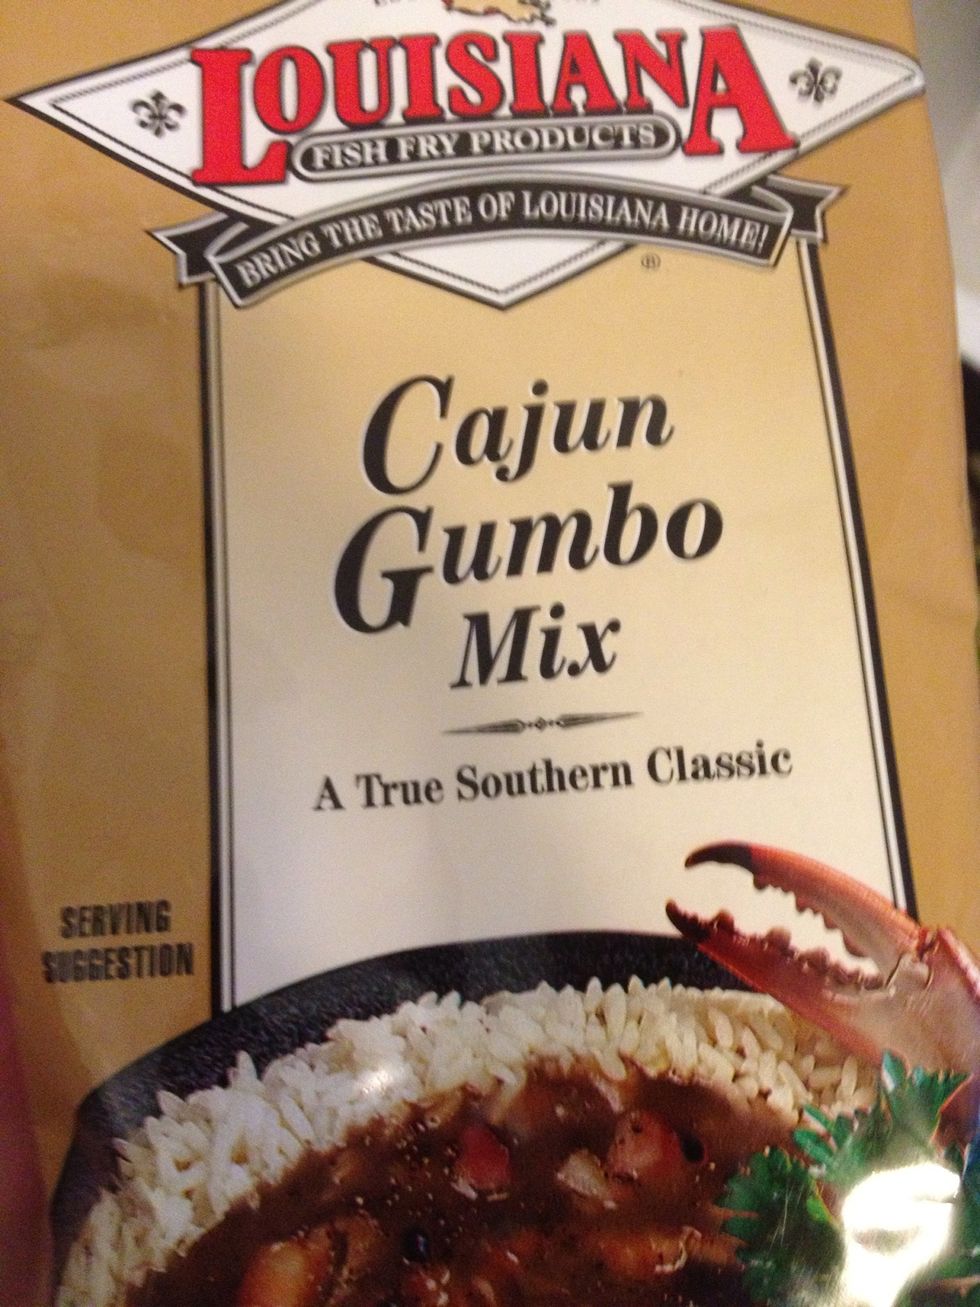 LOUISIANA
FISH FRY PRODUCTS
BRING THE TASTE OF LOUISIANA HOME!
®
Cajun
Gumbo
Mix
A True Southern Classic
SERVING
SUGGESTION